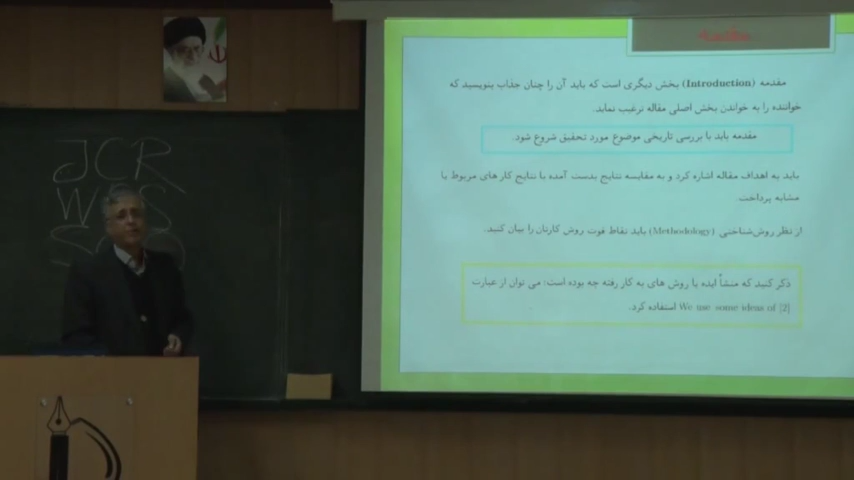 مقدمه
مقدمه (Introduction) بخش دیگری است که باید آن را چنان جذاب بنویسید که
خواننده را به خواندن بخش اصلی مقاله ترغیب نماید.
مقدمه باید با بررسی تاریخی موضوع مورد تحقیق شروع شود.
باید به اهداف مقاله اشاره کرد و به مقایسه نتایج بدست آمده با نتایج کار های مربوط یا
مشابه پرداخت.
از نظر روش‌شناختی (Methodology) باید نقاط قوت روش کارتان را بیان کنید.
ذکر کنید که منشأ ایده یا روش های به کار رفته چه بوده است: می توان از عبارت
We use some ideas of [2] استفاده کرد.
JCR